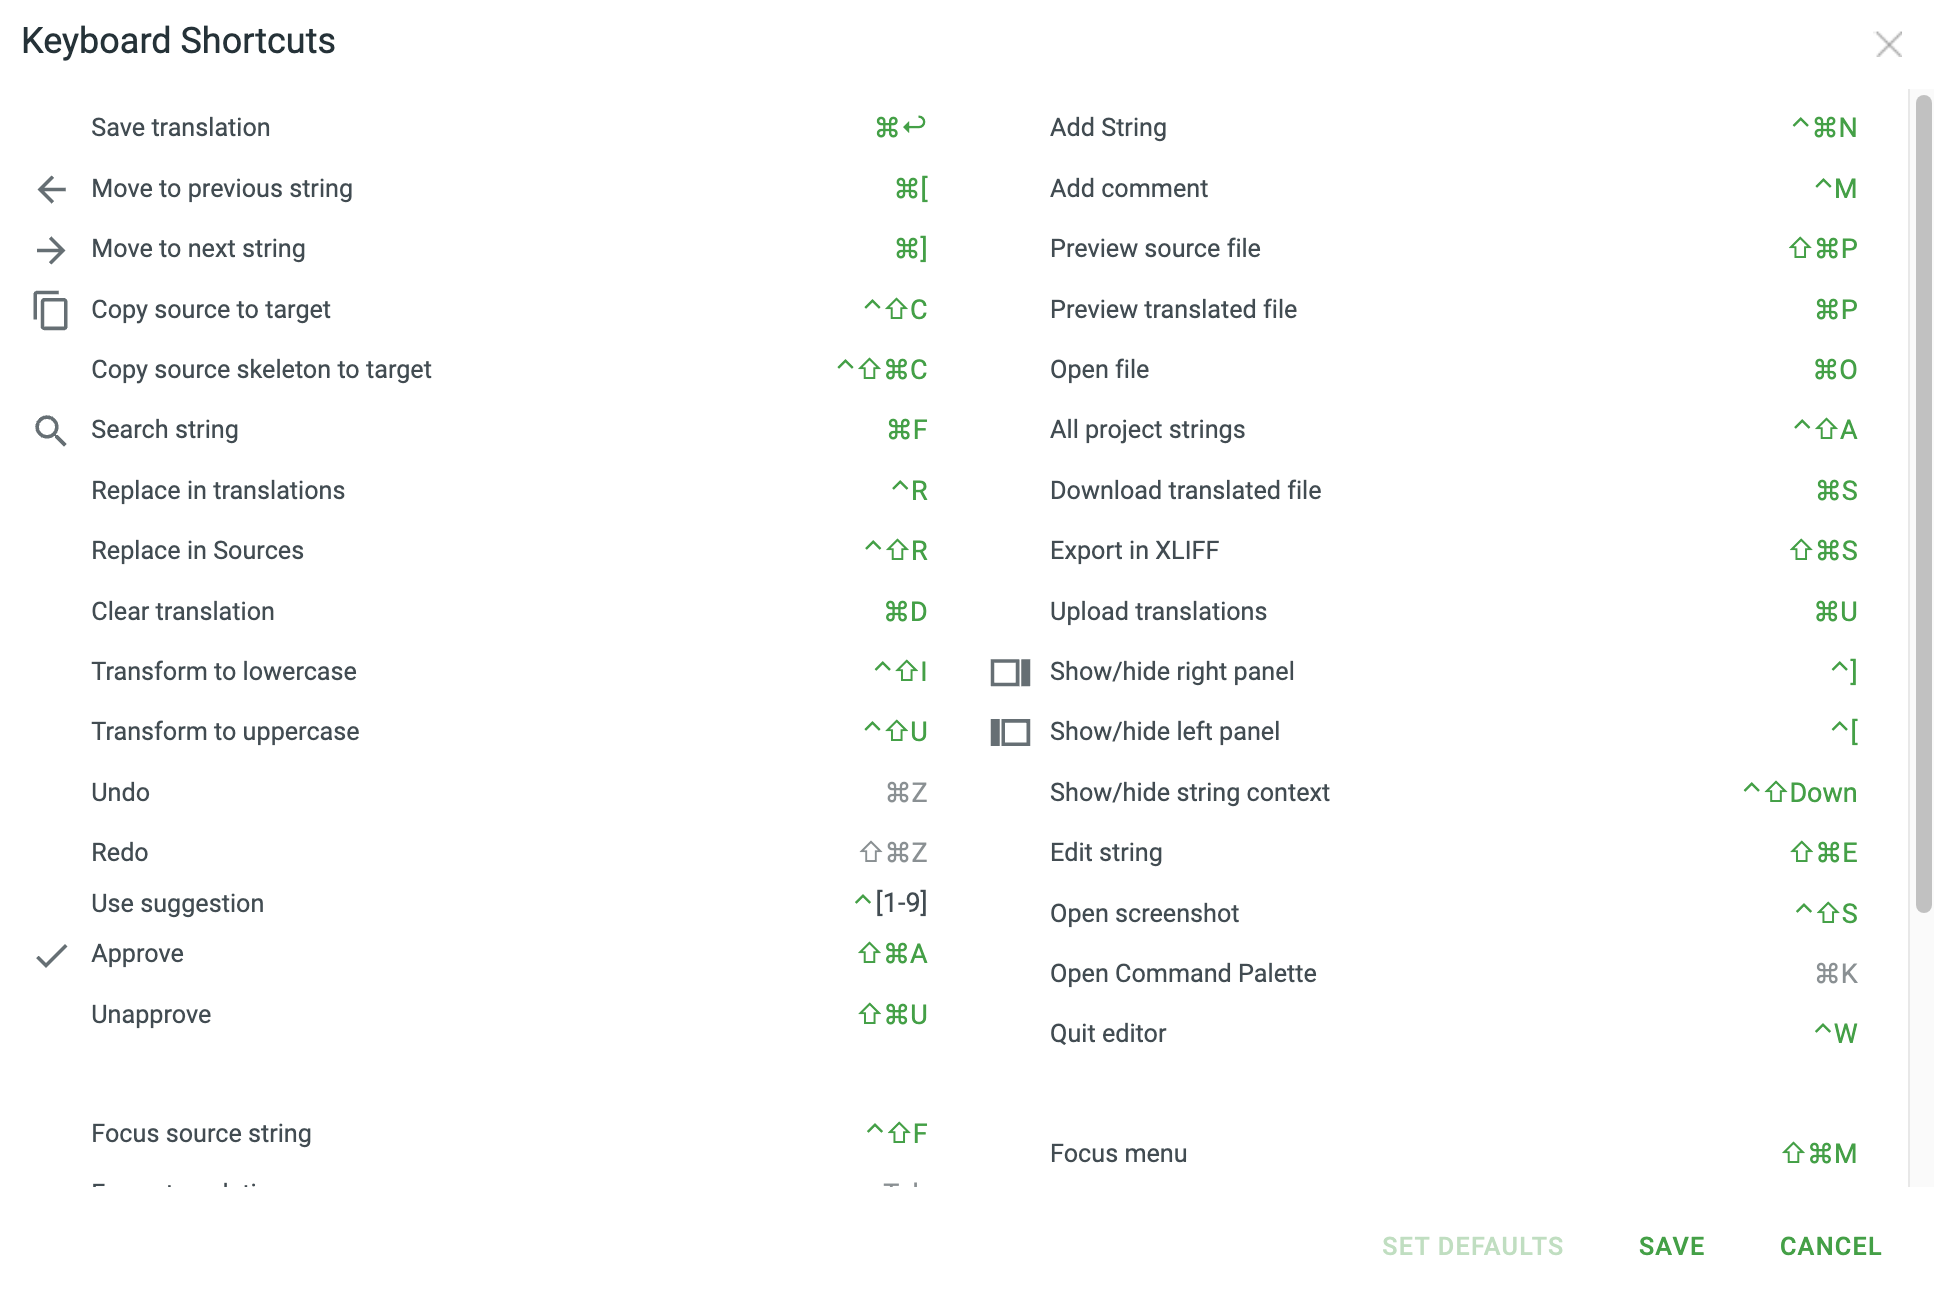 Keyboard Shortcuts
Save translation ⌘↩
Move to previous string ⌘[
Move to next string ⌘]
Copy source to target ^⇧C
Copy source skeleton to target ^⇧⌘C
Search string ⌘F
Replace in translations ^R
Replace in Sources ^⇧R
Clear translation ⌘D
Transform to lowercase ^⇧I
Transform to uppercase ^⇧U
Undo ⌘Z
Redo ⇧⌘Z
Use suggestion ^[1-9]
Approve ⇧⌘A
Unapprove ⇧⌘U
Focus source string ^⇧F
Add String ^⌘N
Add comment ^M
Preview source file ⇧⌘P
Preview translated file ⌘P
Open file ⌘O
All project strings ^⇧A
Download translated file ⌘S
Export in XLIFF ⇧⌘S
Upload translations ⌘U
Show/hide right panel ^]
Show/hide left panel ^[
Show/hide string context ^⇧Down
Edit string ⇧⌘E
Open screenshot ^⇧S
Open Command Palette ⌘K
Quit editor ^W
Focus menu ⇧⌘M
SET DEFAULTS SAVE CANCEL